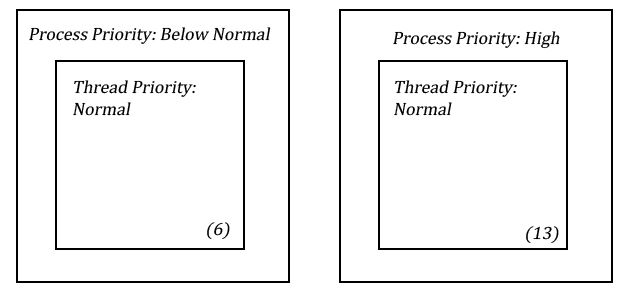 Process Priority: Below Normal
Thread Priority:
Normal
(6)
Process Priority: High
Thread Priority:
Normal
(13)